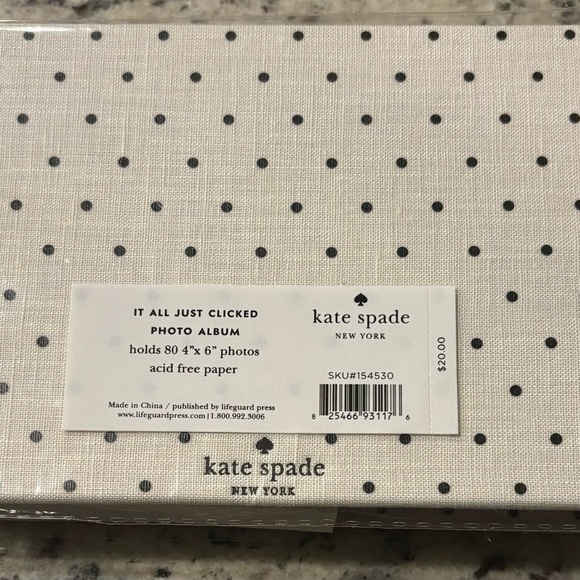 IT ALL JUST CLICKED
PHOTO ALBUM
holds 80 4"x 6" photos
acid free paper
Made in China / published by lifeguard press
www.lifeguardpress.com | 1.800.992.3006
kate spade
NEW YORK
SKU#154530
8 25466 93117 6
$20.00
kate spade
NEW YORK